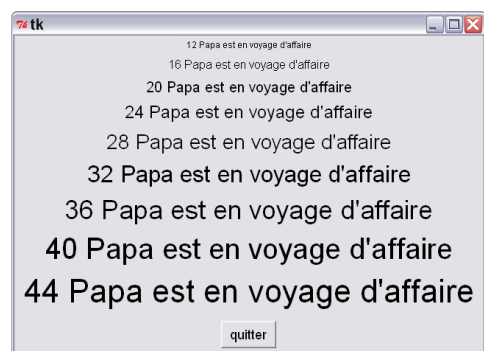 tk
12 Papa est en voyage d'affaire
16 Papa est en voyage d'affaire
20 Papa est en voyage d'affaire
24 Papa est en voyage d'affaire
28 Papa est en voyage d'affaire
32 Papa est en voyage d'affaire
36 Papa est en voyage d'affaire
40 Papa est en voyage d'affaire
44 Papa est en voyage d'affaire
quitter